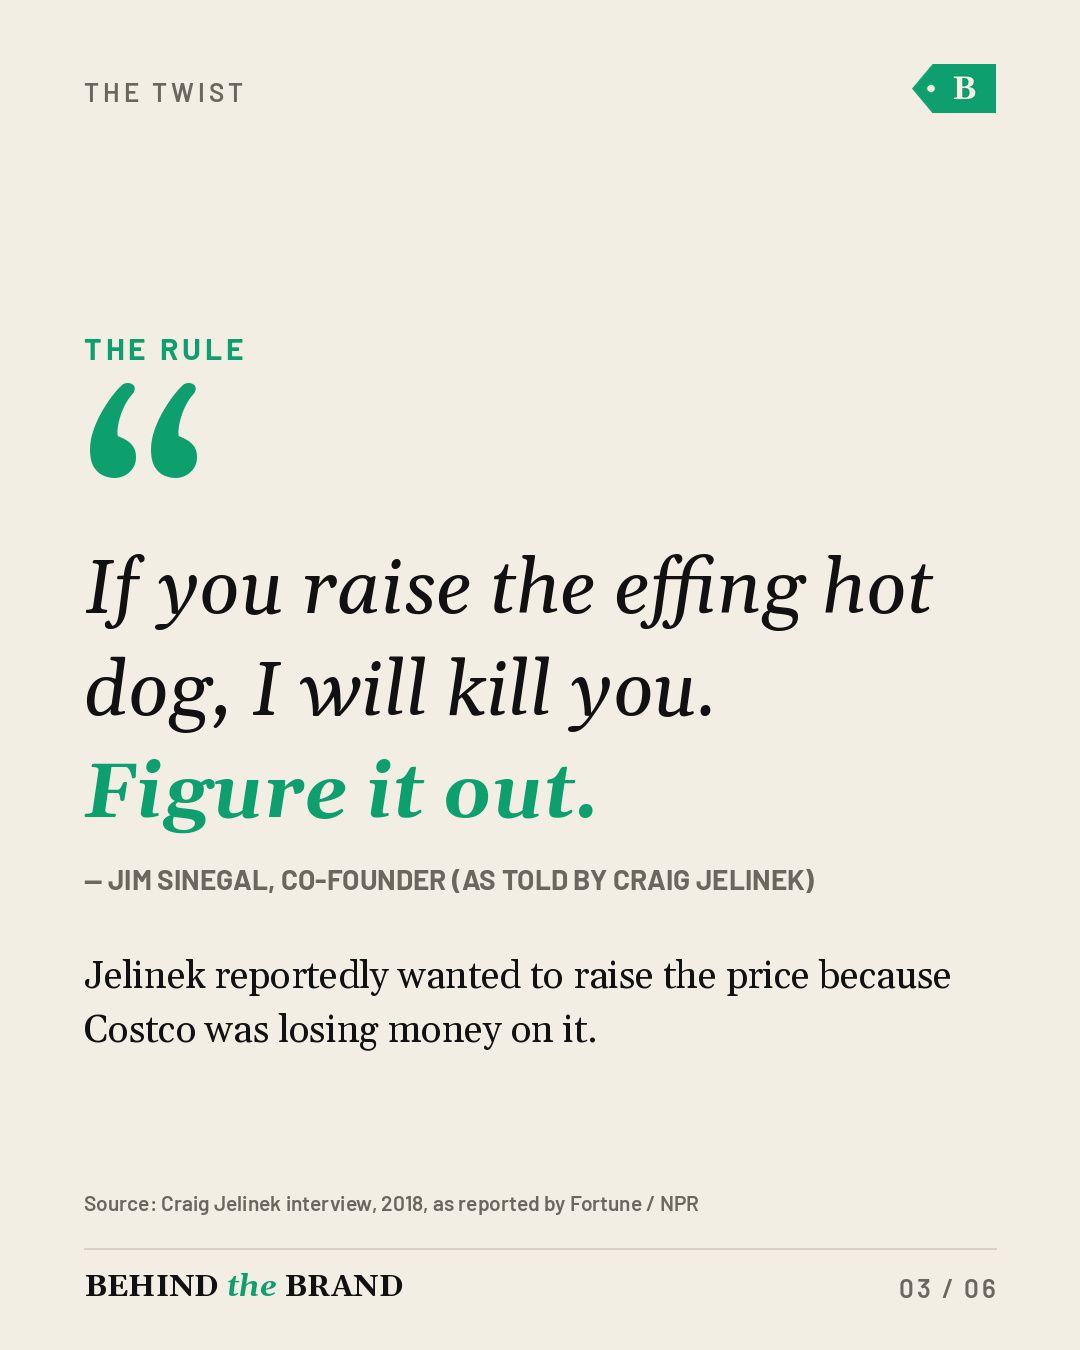 THE TWIST
B
THE RULE
“
If you raise the effing hot
dog, I will kill you.
Figure it out.
– JIM SINEGAL, CO-FOUNDER (AS TOLD BY CRAIG JELINEK)
Jelinek reportedly wanted to raise the price because
Costco was losing money on it.
Source: Craig Jelinek interview, 2018, as reported by Fortune / NPR
BEHIND the BRAND
03 / 06